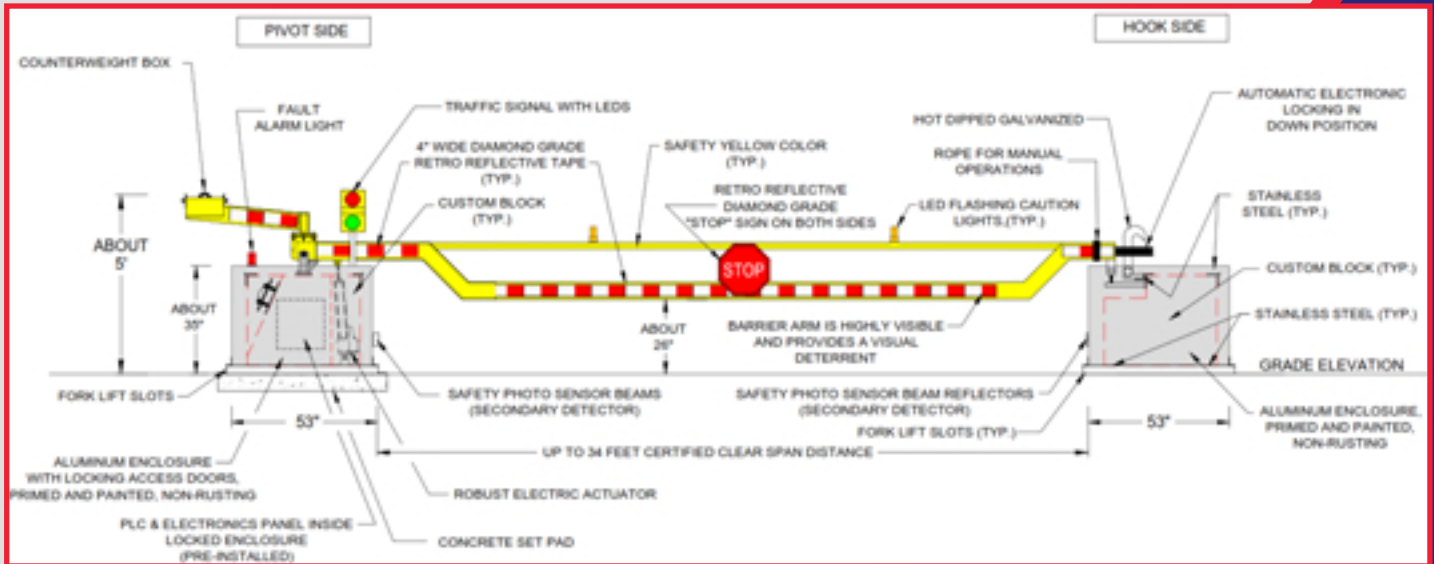 PIVOT SIDE
HOOK SIDE
COUNTERWEIGHT BOX
FAULT
ALARM LIGHT
TRAFFIC SIGNAL WITH LEDS
4" WIDE DIAMOND GRADE
RETRO REFLECTIVE TAPE
(TYP.)
CUSTOM BLOCK
(TYP.)
SAFETY YELLOW COLOR
(TYP.)
RETRO REFLECTIVE
DIAMOND GRADE
"STOP" SIGN ON BOTH SIDES
HOT DIPPED GALVANIZED
ROPE FOR MANUAL
OPERATIONS
LED FLASHING CAUTION
LIGHTS,(TYP.)
AUTOMATIC ELECTRONIC
LOCKING IN
DOWN POSITION
STAINLESS
STEEL (TYP.)
CUSTOM BLOCK (TYP.)
STAINLESS STEEL (TYP.)
GRADE ELEVATION
ABOUT
5'
ABOUT
35"
STOP
ABOUT
26"
BARRIER ARM IS HIGHLY VISIBLE
AND PROVIDES A VISUAL
DETERRENT
FORK LIFT SLOTS
53"
SAFETY PHOTO SENSOR BEAMS
(SECONDARY DETECTOR)
SAFETY PHOTO SENSOR BEAM REFLECTORS
(SECONDARY DETECTOR)
FORK LIFT SLOTS (TYP.)
53"
ALUMINUM ENCLOSURE,
PRIMED AND PAINTED,
NON-RUSTING
UP TO 34 FEET CERTIFIED CLEAR SPAN DISTANCE
ALUMINUM ENCLOSURE
WITH LOCKING ACCESS DOORS,
PRIMED AND PAINTED, NON-RUSTING
ROBUST ELECTRIC ACTUATOR
PLC & ELECTRONICS PANEL INSIDE
LOCKED ENCLOSURE
(PRE-INSTALLED)
CONCRETE SET PAD